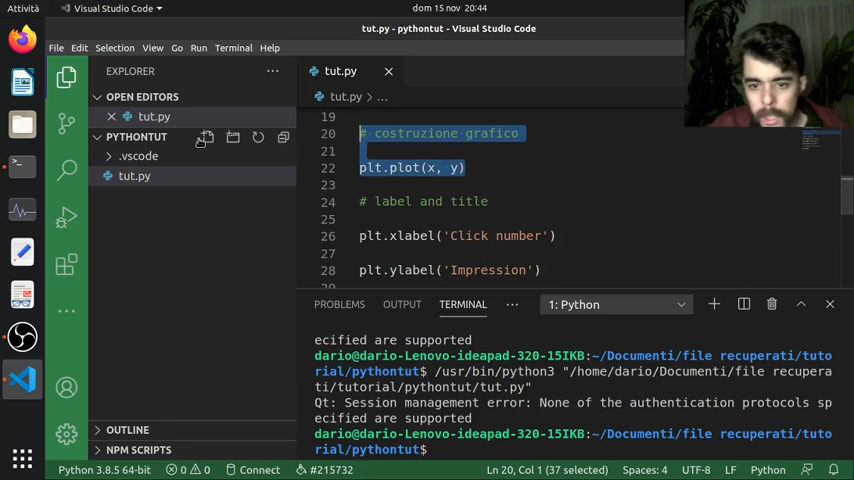 Attività
Visual Studio Code
dom 15 nov 20:44
tut.py - pythontut - Visual Studio Code
File Edit Selection View Go Run Terminal Help
EXPLORER
tut.py
OPEN EDITORS
tut.py > ...
tut.py
PYTHONTUT
.vscode
tut.py
19
20 # costruzione grafico
21
22 plt.plot(x, y)
23
24 # label and title
25
26 plt.xlabel('Click number')
27
28 plt.ylabel('Impression')
PROBLEMS OUTPUT TERMINAL ... 1: Python
ecified are supported
dario@dario-Lenovo-ideapad-320-15IKB:~/Documenti/file recuperati/tuto
rial/pythontut$ /usr/bin/python3 "/home/dario/Documenti/file recupera
ti/tutorial/pythontut/tut.py"
Qt: Session management error: None of the authentication protocols sp
ecified are supported
dario@dario-Lenovo-ideapad-320-15IKB:~/Documenti/file recuperati/tuto
rial/pythontut$
OUTLINE
NPM SCRIPTS
Python 3.8.5 64-bit 0 0 Connect #215732 Ln 20, Col 1 (37 selected) Spaces: 4 UTF-8 LF Python